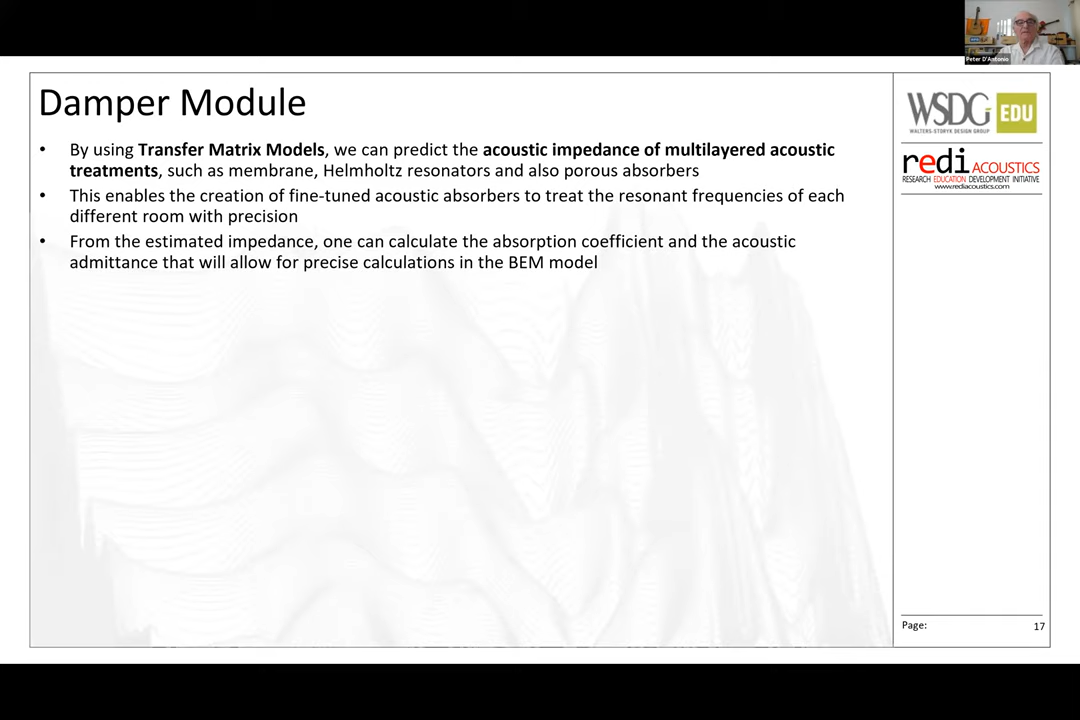 Peter D'Antonio
Damper Module
• By using Transfer Matrix Models, we can predict the acoustic impedance of multilayered acoustic
treatments, such as membrane, Helmholtz resonators and also porous absorbers
• This enables the creation of fine-tuned acoustic absorbers to treat the resonant frequencies of each
different room with precision
• From the estimated impedance, one can calculate the absorption coefficient and the acoustic
admittance that will allow for precise calculations in the BEM model
WSDG EDU
WALTERS-STORYK DESIGN GROUP
redi ACOUSTICS
RESEARCH EDUCATION DEVELOPMENT INITIATIVE
www.rediacoustics.com
Page: 17